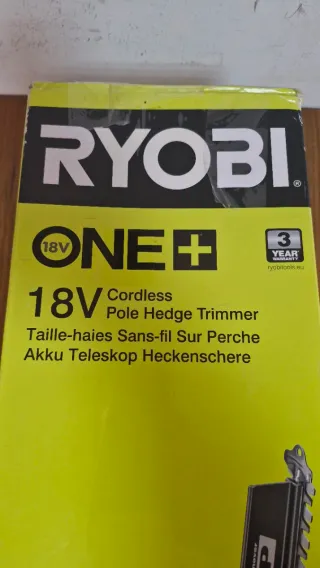 RYOBI®
18V ONE+
3
YEAR
WARRANTY
ryobitools.eu
18V Cordless
Pole Hedge Trimmer
Taille-haies Sans-fil Sur Perche
Akku Teleskop Heckenschere